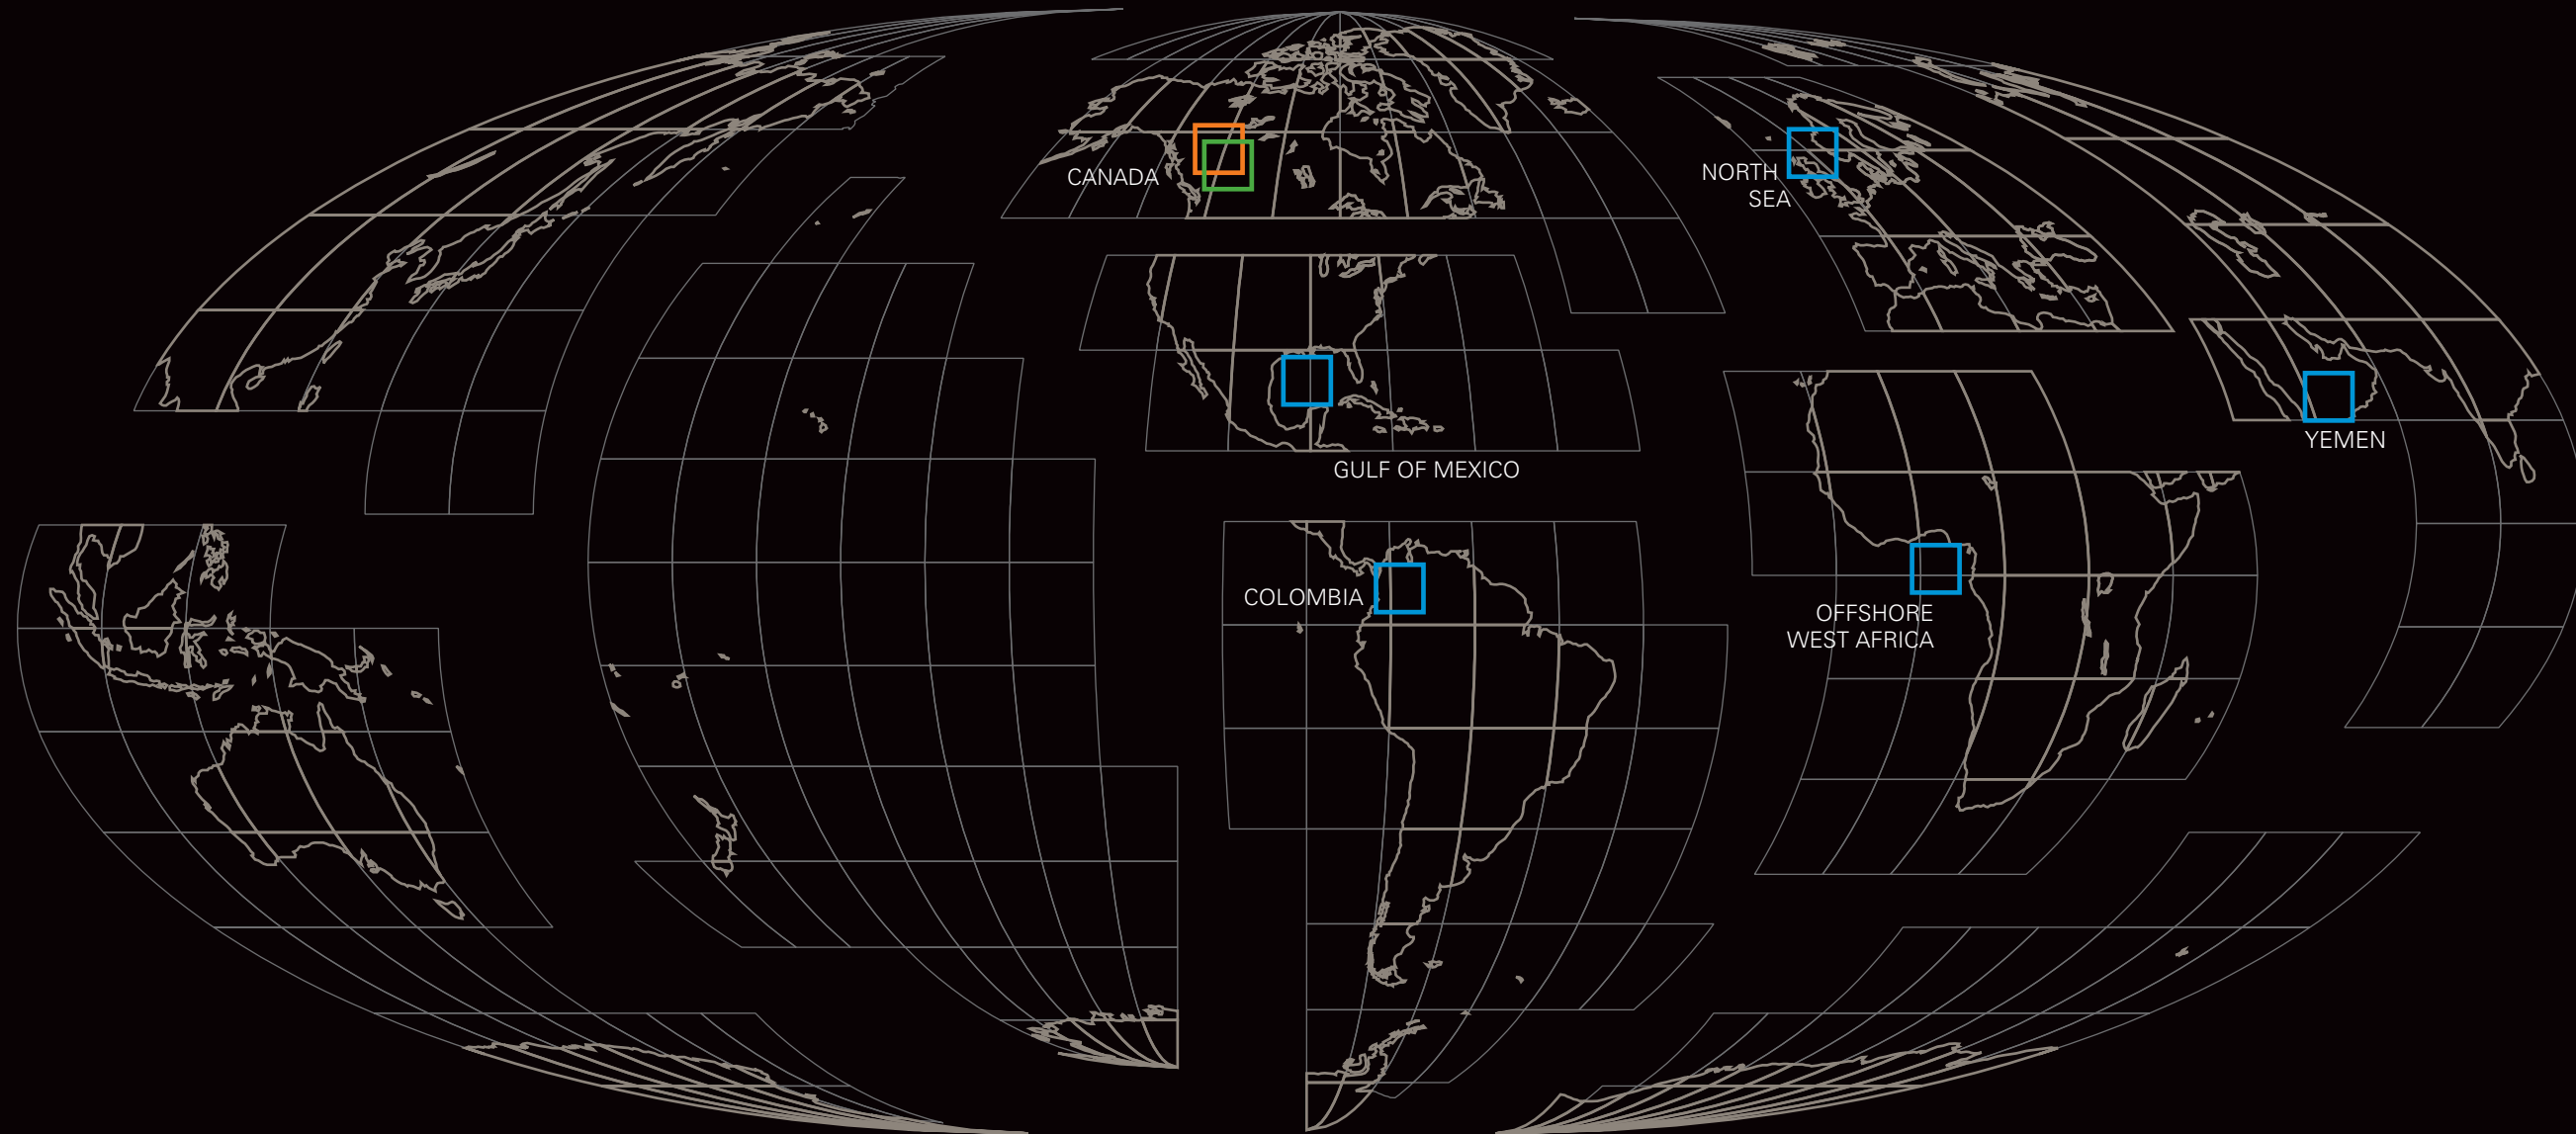 CANADA
NORTH
SEA
YEMEN
GULF OF MEXICO
COLOMBIA
OFFSHORE
WEST AFRICA